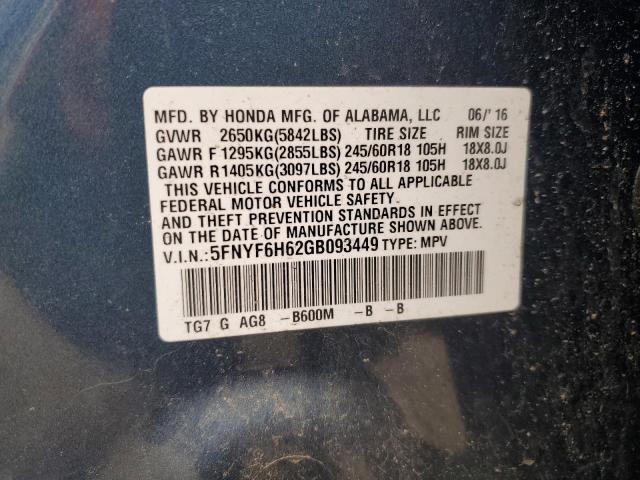 MFD. BY HONDA MFG. OF ALABAMA, LLC 06/'16
GVWR 2650KG(5842LBS) TIRE SIZE RIM SIZE
GAWR F 1295KG(2855LBS) 245/60R18 105H 18X8.0J
GAWR R 1405KG(3097LBS) 245/60R18 105H 18X8.0J
THIS VEHICLE CONFORMS TO ALL APPLICABLE
FEDERAL MOTOR VEHICLE SAFETY
AND THEFT PREVENTION STANDARDS IN EFFECT
ON THE DATE OF MANUFACTURE SHOWN ABOVE.
V.I.N.: 5FNYF6H62GB093449 TYPE: MPV
TG7 G AG8 -B600M -B -B